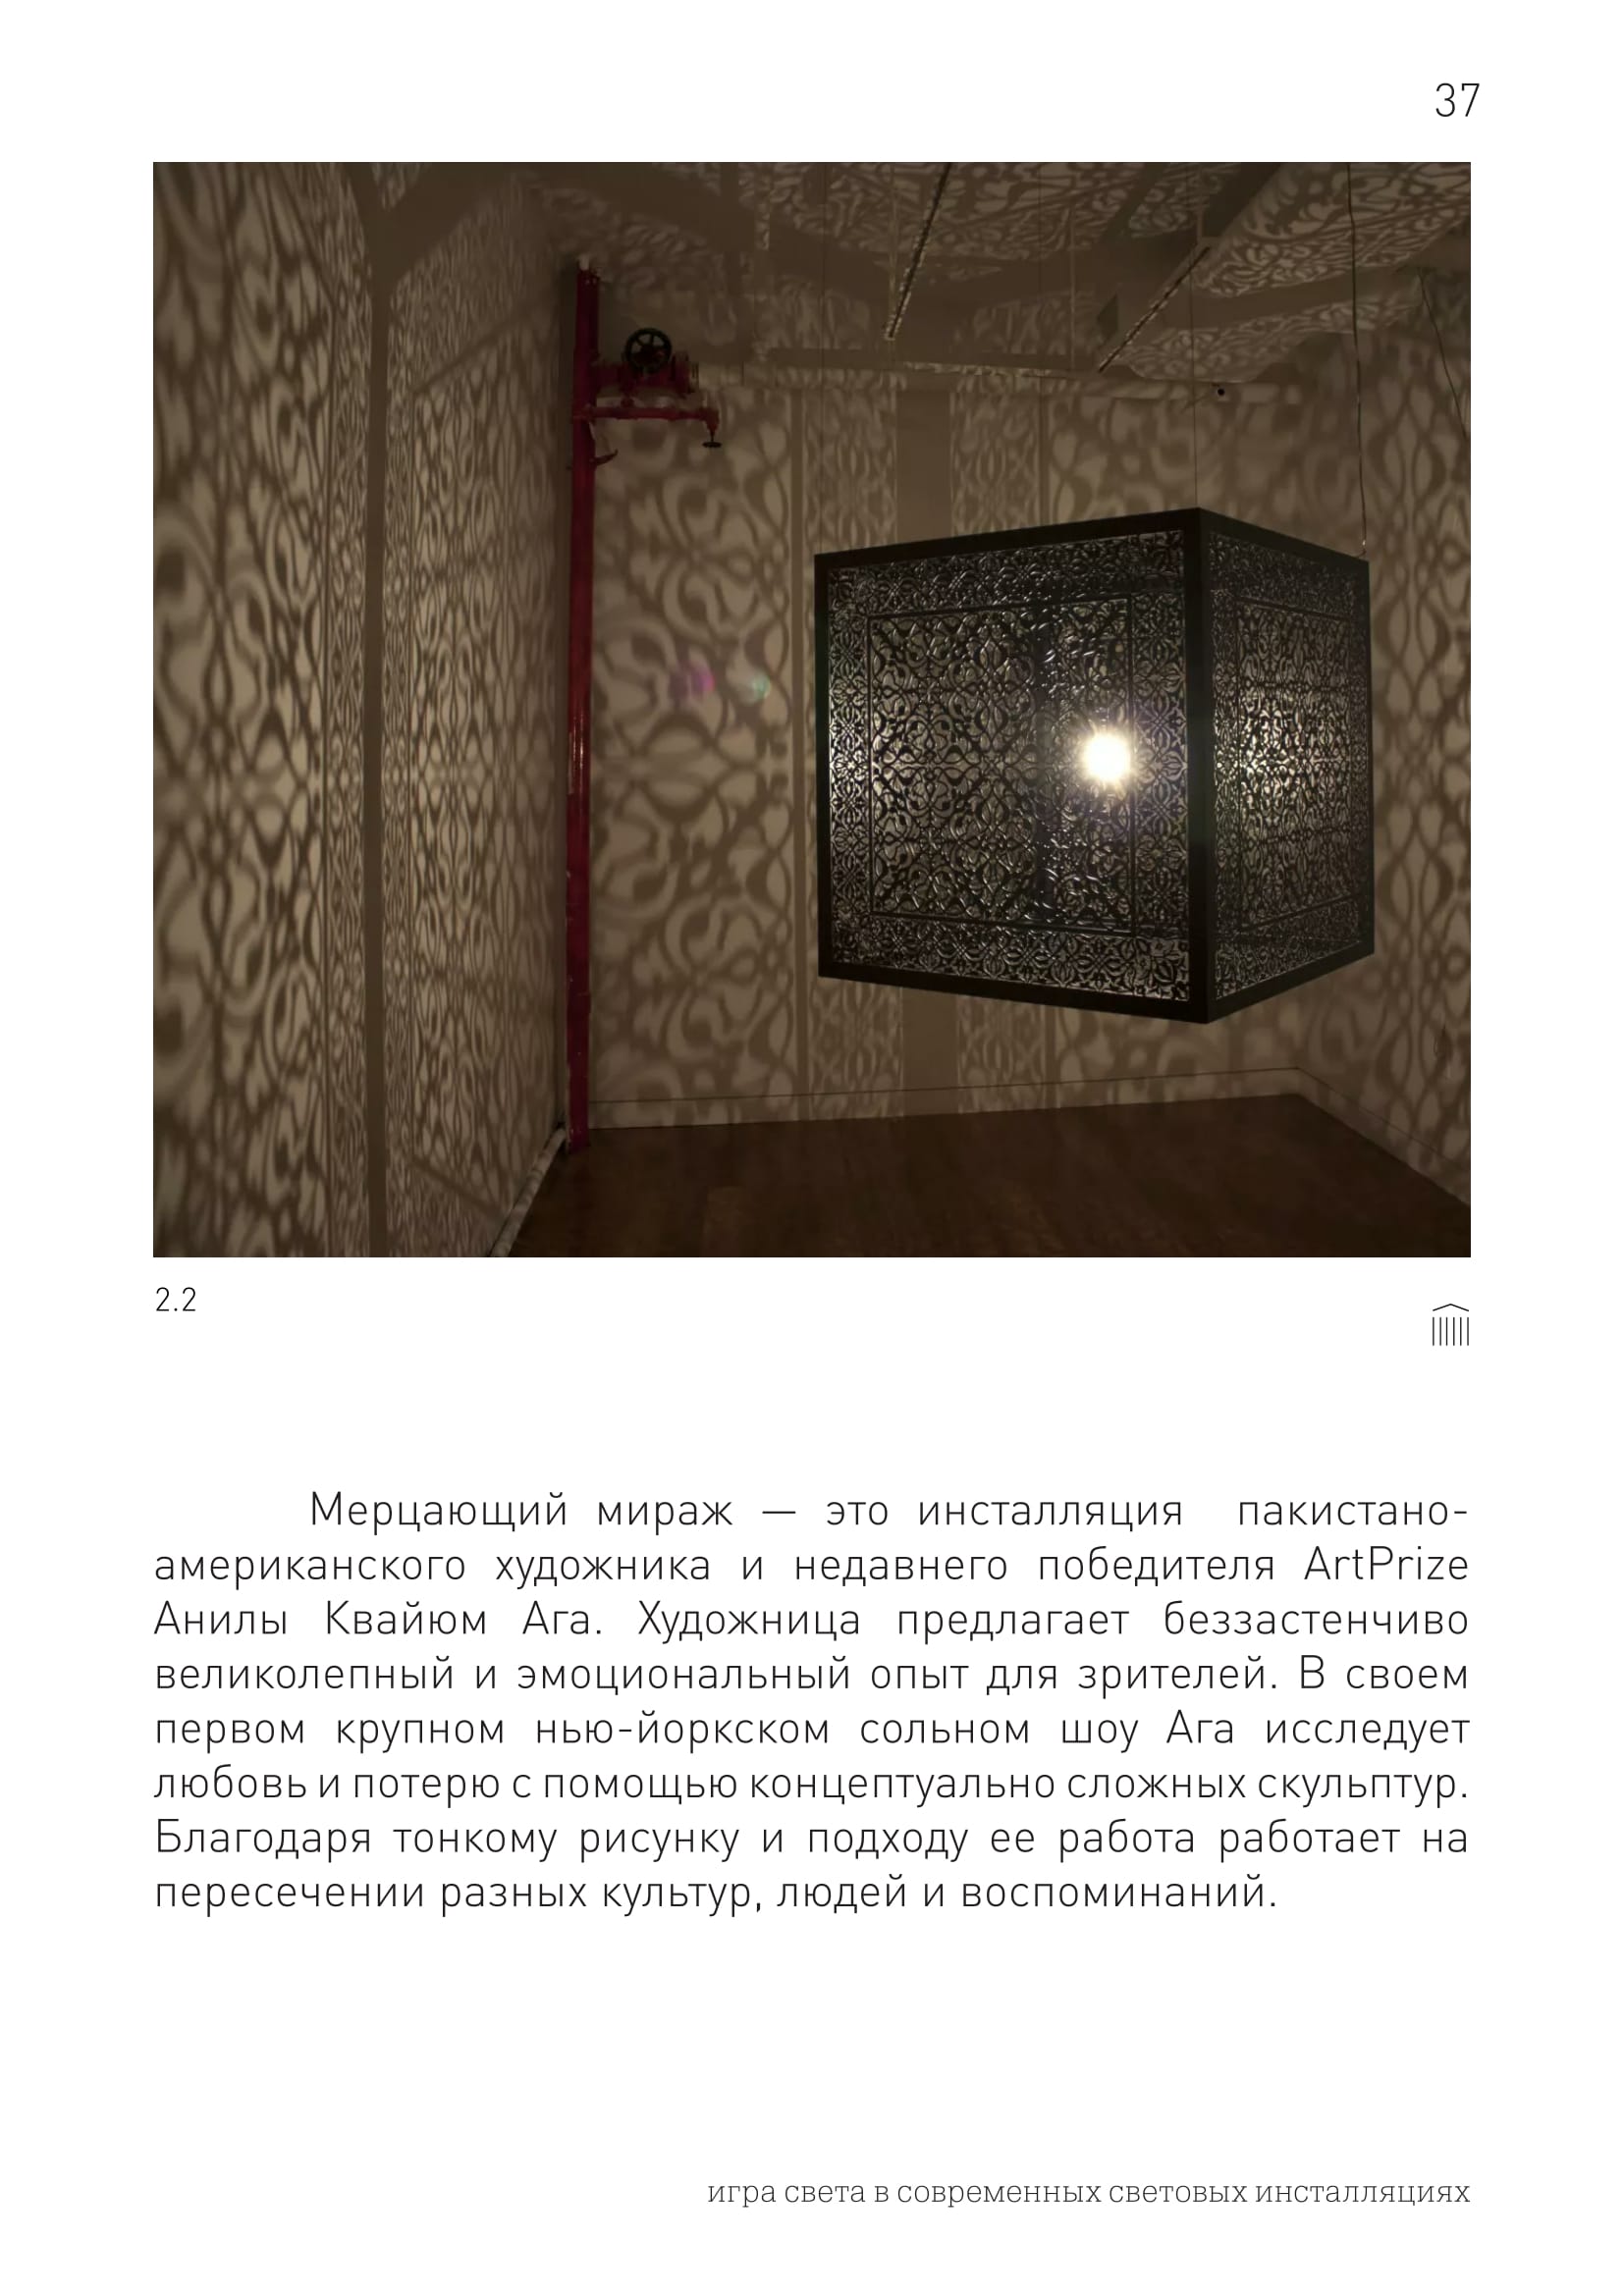 37
2.2
Мерцающий мираж — это инсталляция пакистано-
американского художника и недавнего победителя ArtPrize
Анилы Квайюм Ага. Художница предлагает беззастенчиво
великолепный и эмоциональный опыт для зрителей. В своем
первом крупном нью-йоркском сольном шоу Ага исследует
любовь и потерю с помощью концептуально сложных скульптур.
Благодаря тонкому рисунку и подходу ее работа работает на
пересечении разных культур, людей и воспоминаний.
игра света в современных световых инсталляциях